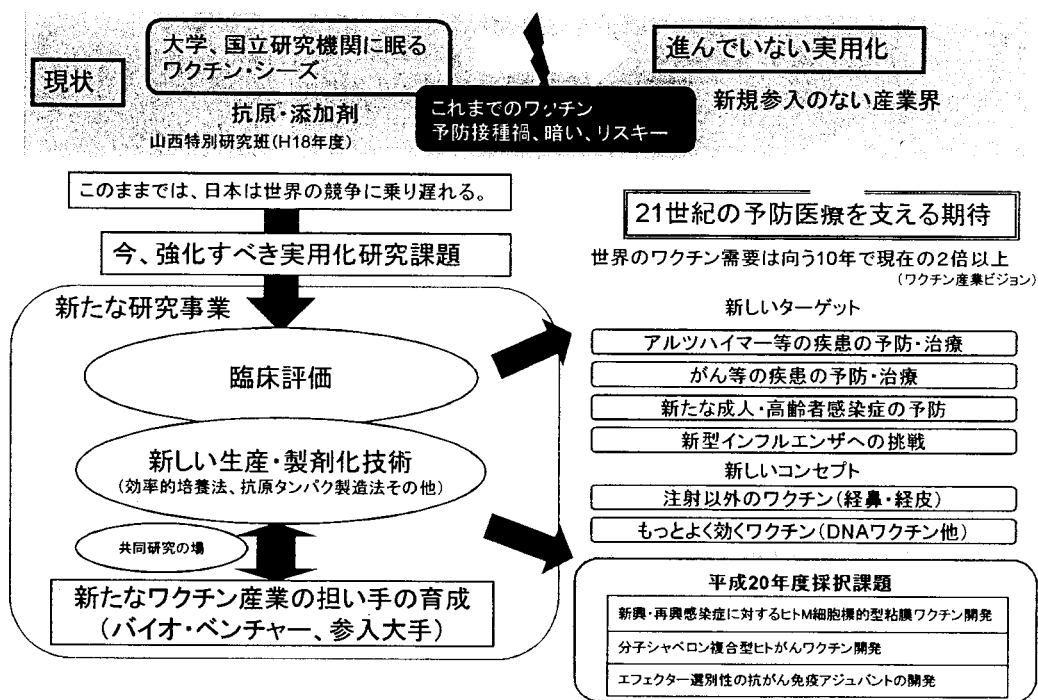 現状
大学、国立研究機関に眠る
ワクチン・シーズ
抗原・添加剤
山西特別研究班(H18年度)
これまでのワクチン
予防接種禍、暗い、リスキー
進んでいない実用化
新規参入のない産業界
このままでは、日本は世界の競争に乗り遅れる。
今、強化すべき実用化研究課題
新たな研究事業
臨床評価
新しい生産・製剤化技術
(効率的培養法、抗原タンパク製造法その他)
共同研究の場
新たなワクチン産業の担い手の育成
(バイオ・ベンチャー、参入大手)
21世紀の予防医療を支える期待
世界のワクチン需要は向う10年で現在の2倍以上
(ワクチン産業ビジョン)
新しいターゲット
アルツハイマー等の疾患の予防・治療
がん等の疾患の予防・治療
新たな成人・高齢者感染症の予防
新型インフルエンザへの挑戦
新しいコンセプト
注射以外のワクチン(経鼻・経皮)
もっとよく効くワクチン(DNAワクチン他)
平成20年度採択課題
新興・再興感染症に対するヒトM細胞標的型粘膜ワクチン開発
分子シャペロン複合型ヒトがんワクチン開発
エフェクター選別性の抗がん免疫アジュバントの開発